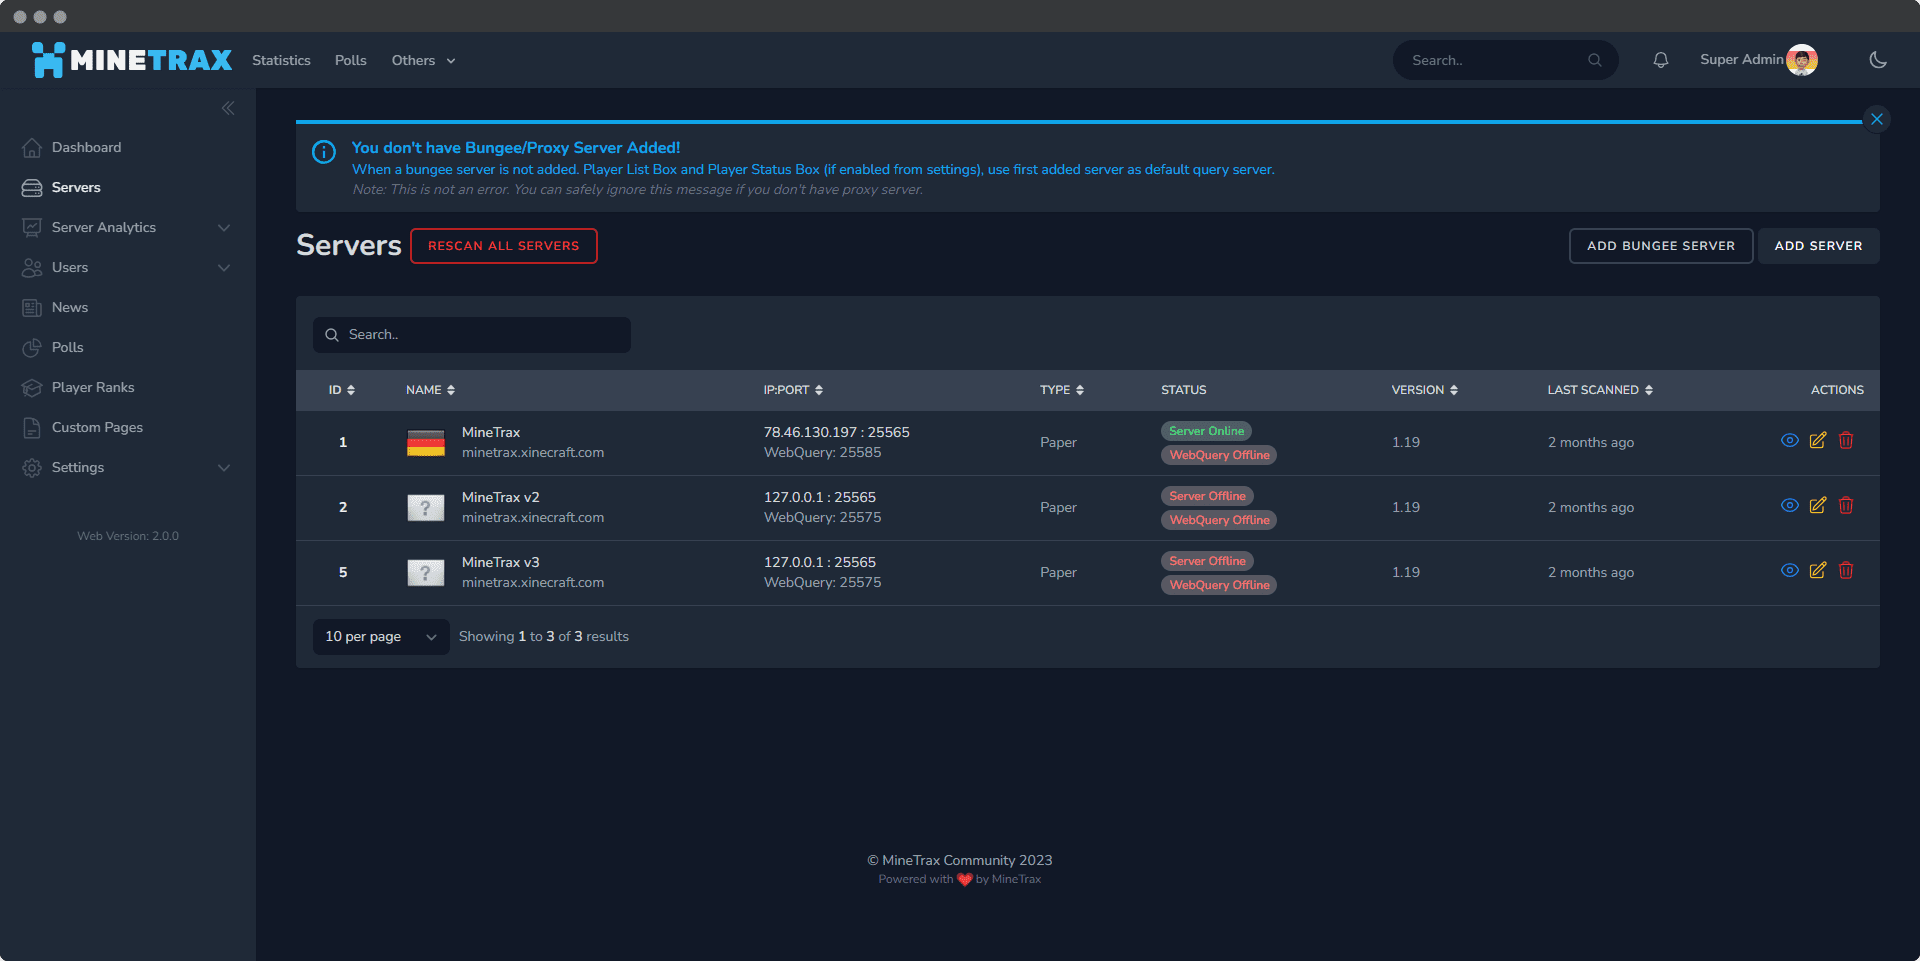 MINETRAX
Statistics
Polls
Others
Search..
Super Admin
Dashboard
Servers
Server Analytics
Users
News
Polls
Player Ranks
Custom Pages
Settings
Web Version: 2.0.0
You don't have Bungee/Proxy Server Added!
When a bungee server is not added. Player List Box and Player Status Box (if enabled from settings), use first added server as default query server.
Note: This is not an error. You can safely ignore this message if you don't have proxy server.
Servers
RESCAN ALL SERVERS
ADD BUNGEE SERVER
ADD SERVER
Search..
ID NAME IP:PORT TYPE STATUS VERSION LAST SCANNED ACTIONS
1
MineTrax
minetrax.xinecraft.com
78.46.130.197 : 25565
WebQuery: 25585
Paper
Server Online
WebQuery Offline
1.19
2 months ago
2
?
MineTrax v2
minetrax.xinecraft.com
127.0.0.1 : 25565
WebQuery: 25575
Paper
Server Offline
WebQuery Offline
1.19
2 months ago
5
?
MineTrax v3
minetrax.xinecraft.com
127.0.0.1 : 25565
WebQuery: 25575
Paper
Server Offline
WebQuery Offline
1.19
2 months ago
10 per page
Showing 1 to 3 of 3 results
© MineTrax Community 2023
Powered with ❤ by MineTrax